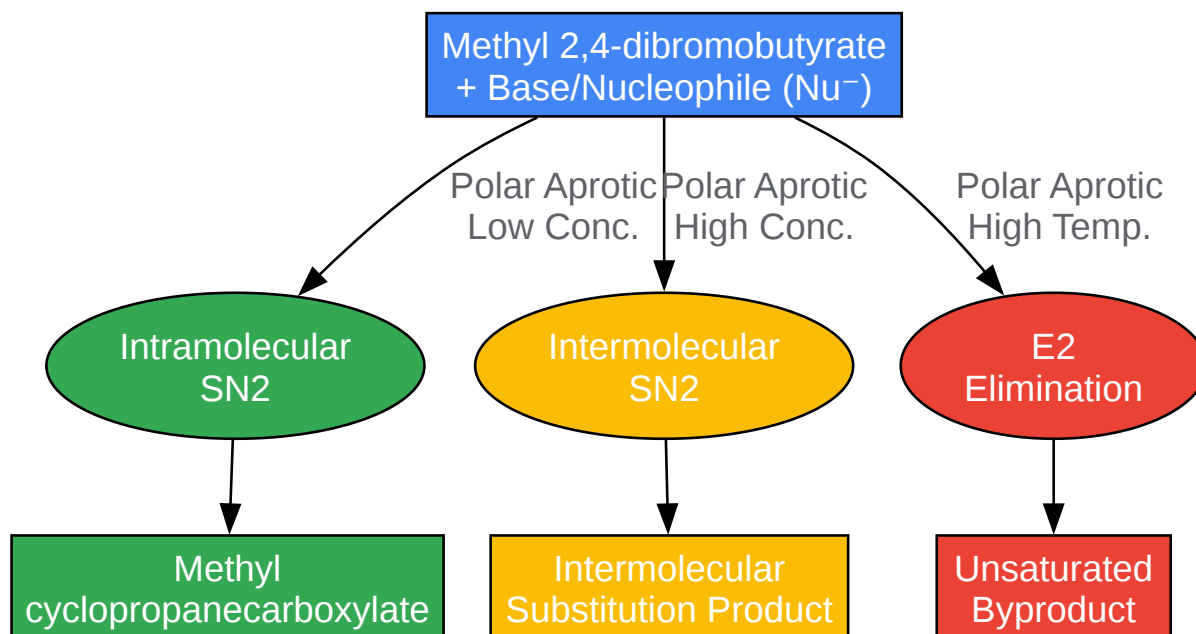 Methyl 2,4-dibromobutyrate
+ Base/Nucleophile (Nu⁻)
Polar Aprotic
Low Conc.
Polar Aprotic
High Conc.
Polar Aprotic
High Temp.
Intramolecular
SN2
Intermolecular
SN2
E2
Elimination
Methyl
cyclopropanecarboxylate
Intermolecular
Substitution Product
Unsaturated
Byproduct